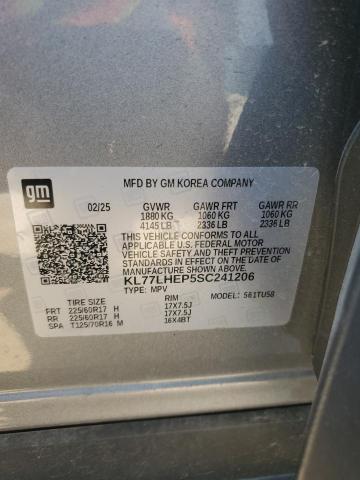 gm
MFD BY GM KOREA COMPANY
02/25 GVWR GAWR FRT GAWR RR
1880 KG 1060 KG 1060 KG
4145 LB 2336 LB 2336 LB
THIS VEHICLE CONFORMS TO ALL
APPLICABLE U.S. FEDERAL MOTOR
VEHICLE SAFETY AND THEFT PREVENTION
STANDARDS IN EFFECT ON THE DATE OF
MANUFACTURE SHOWN ABOVE.
KL77LHEP5SC241206
TYPE: MPV MODEL: 561TU58
TIRE SIZE RIM
FRT 225/60R17 H 17X7.5J
RR 225/60R17 H 17X7.5J
SPA T125/70R16 M 16X4BT